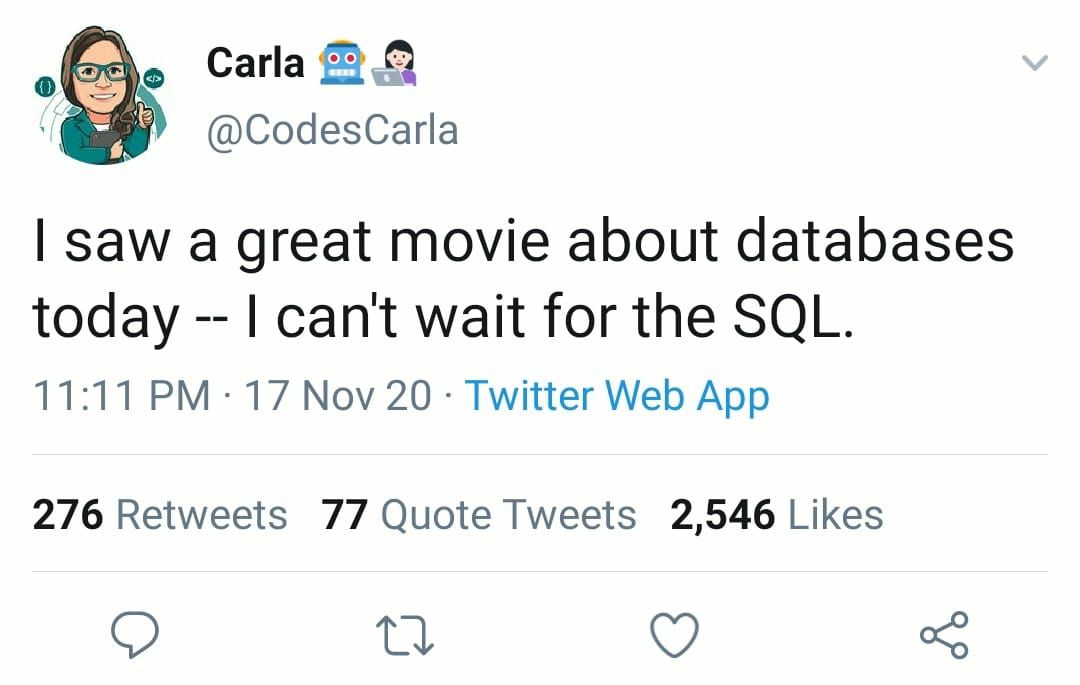 Carla 🤖👩🏻‍💻
@CodesCarla
I saw a great movie about databases
today -- I can't wait for the SQL.
11:11 PM · 17 Nov 20 · Twitter Web App
276 Retweets 77 Quote Tweets 2,546 Likes